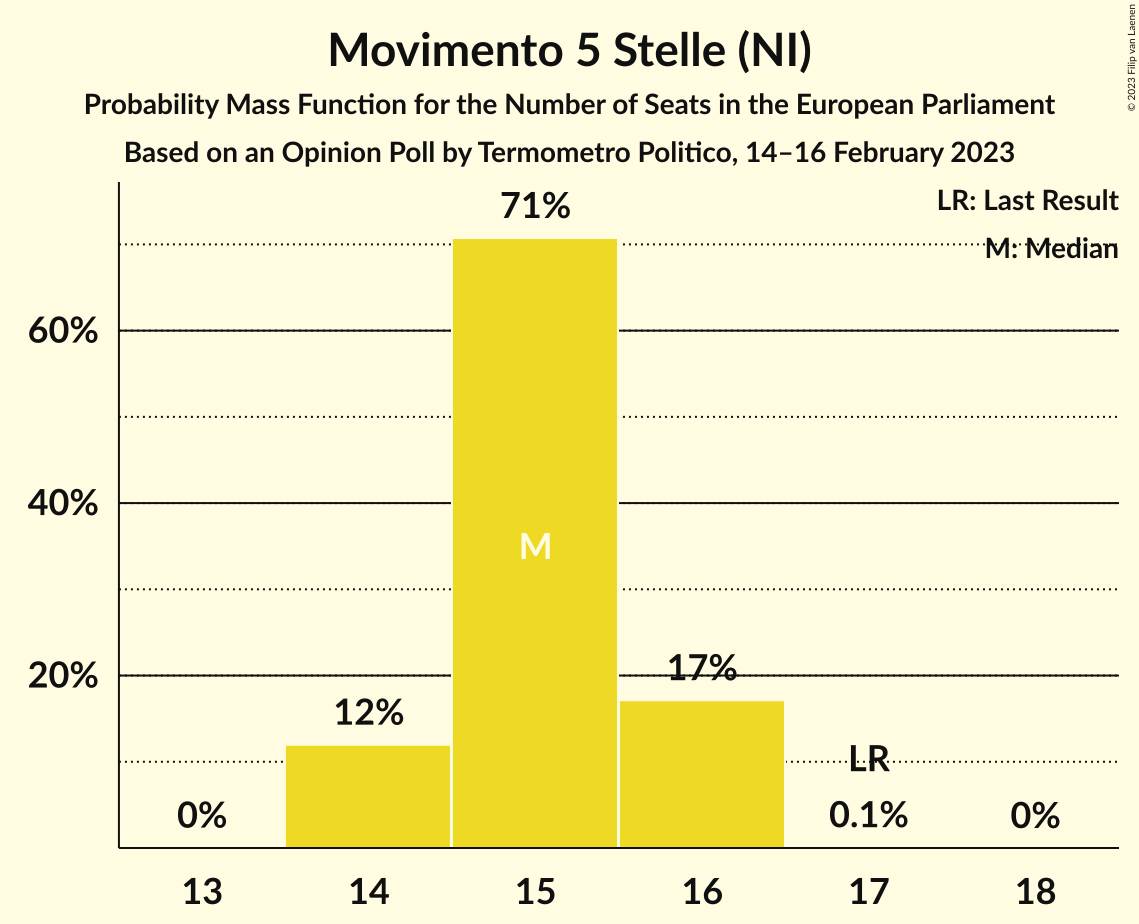 Movimento 5 Stelle (NI)
Probability Mass Function for the Number of Seats in the European Parliament
Based on an Opinion Poll by Termometro Politico, 14–16 February 2023
© 2023 Filip van Laenen
LR: Last Result
M: Median
71%
60%
40%
M
20%
17%
12%
LR
0%
0.1%
0%
13 14 15 16 17 18